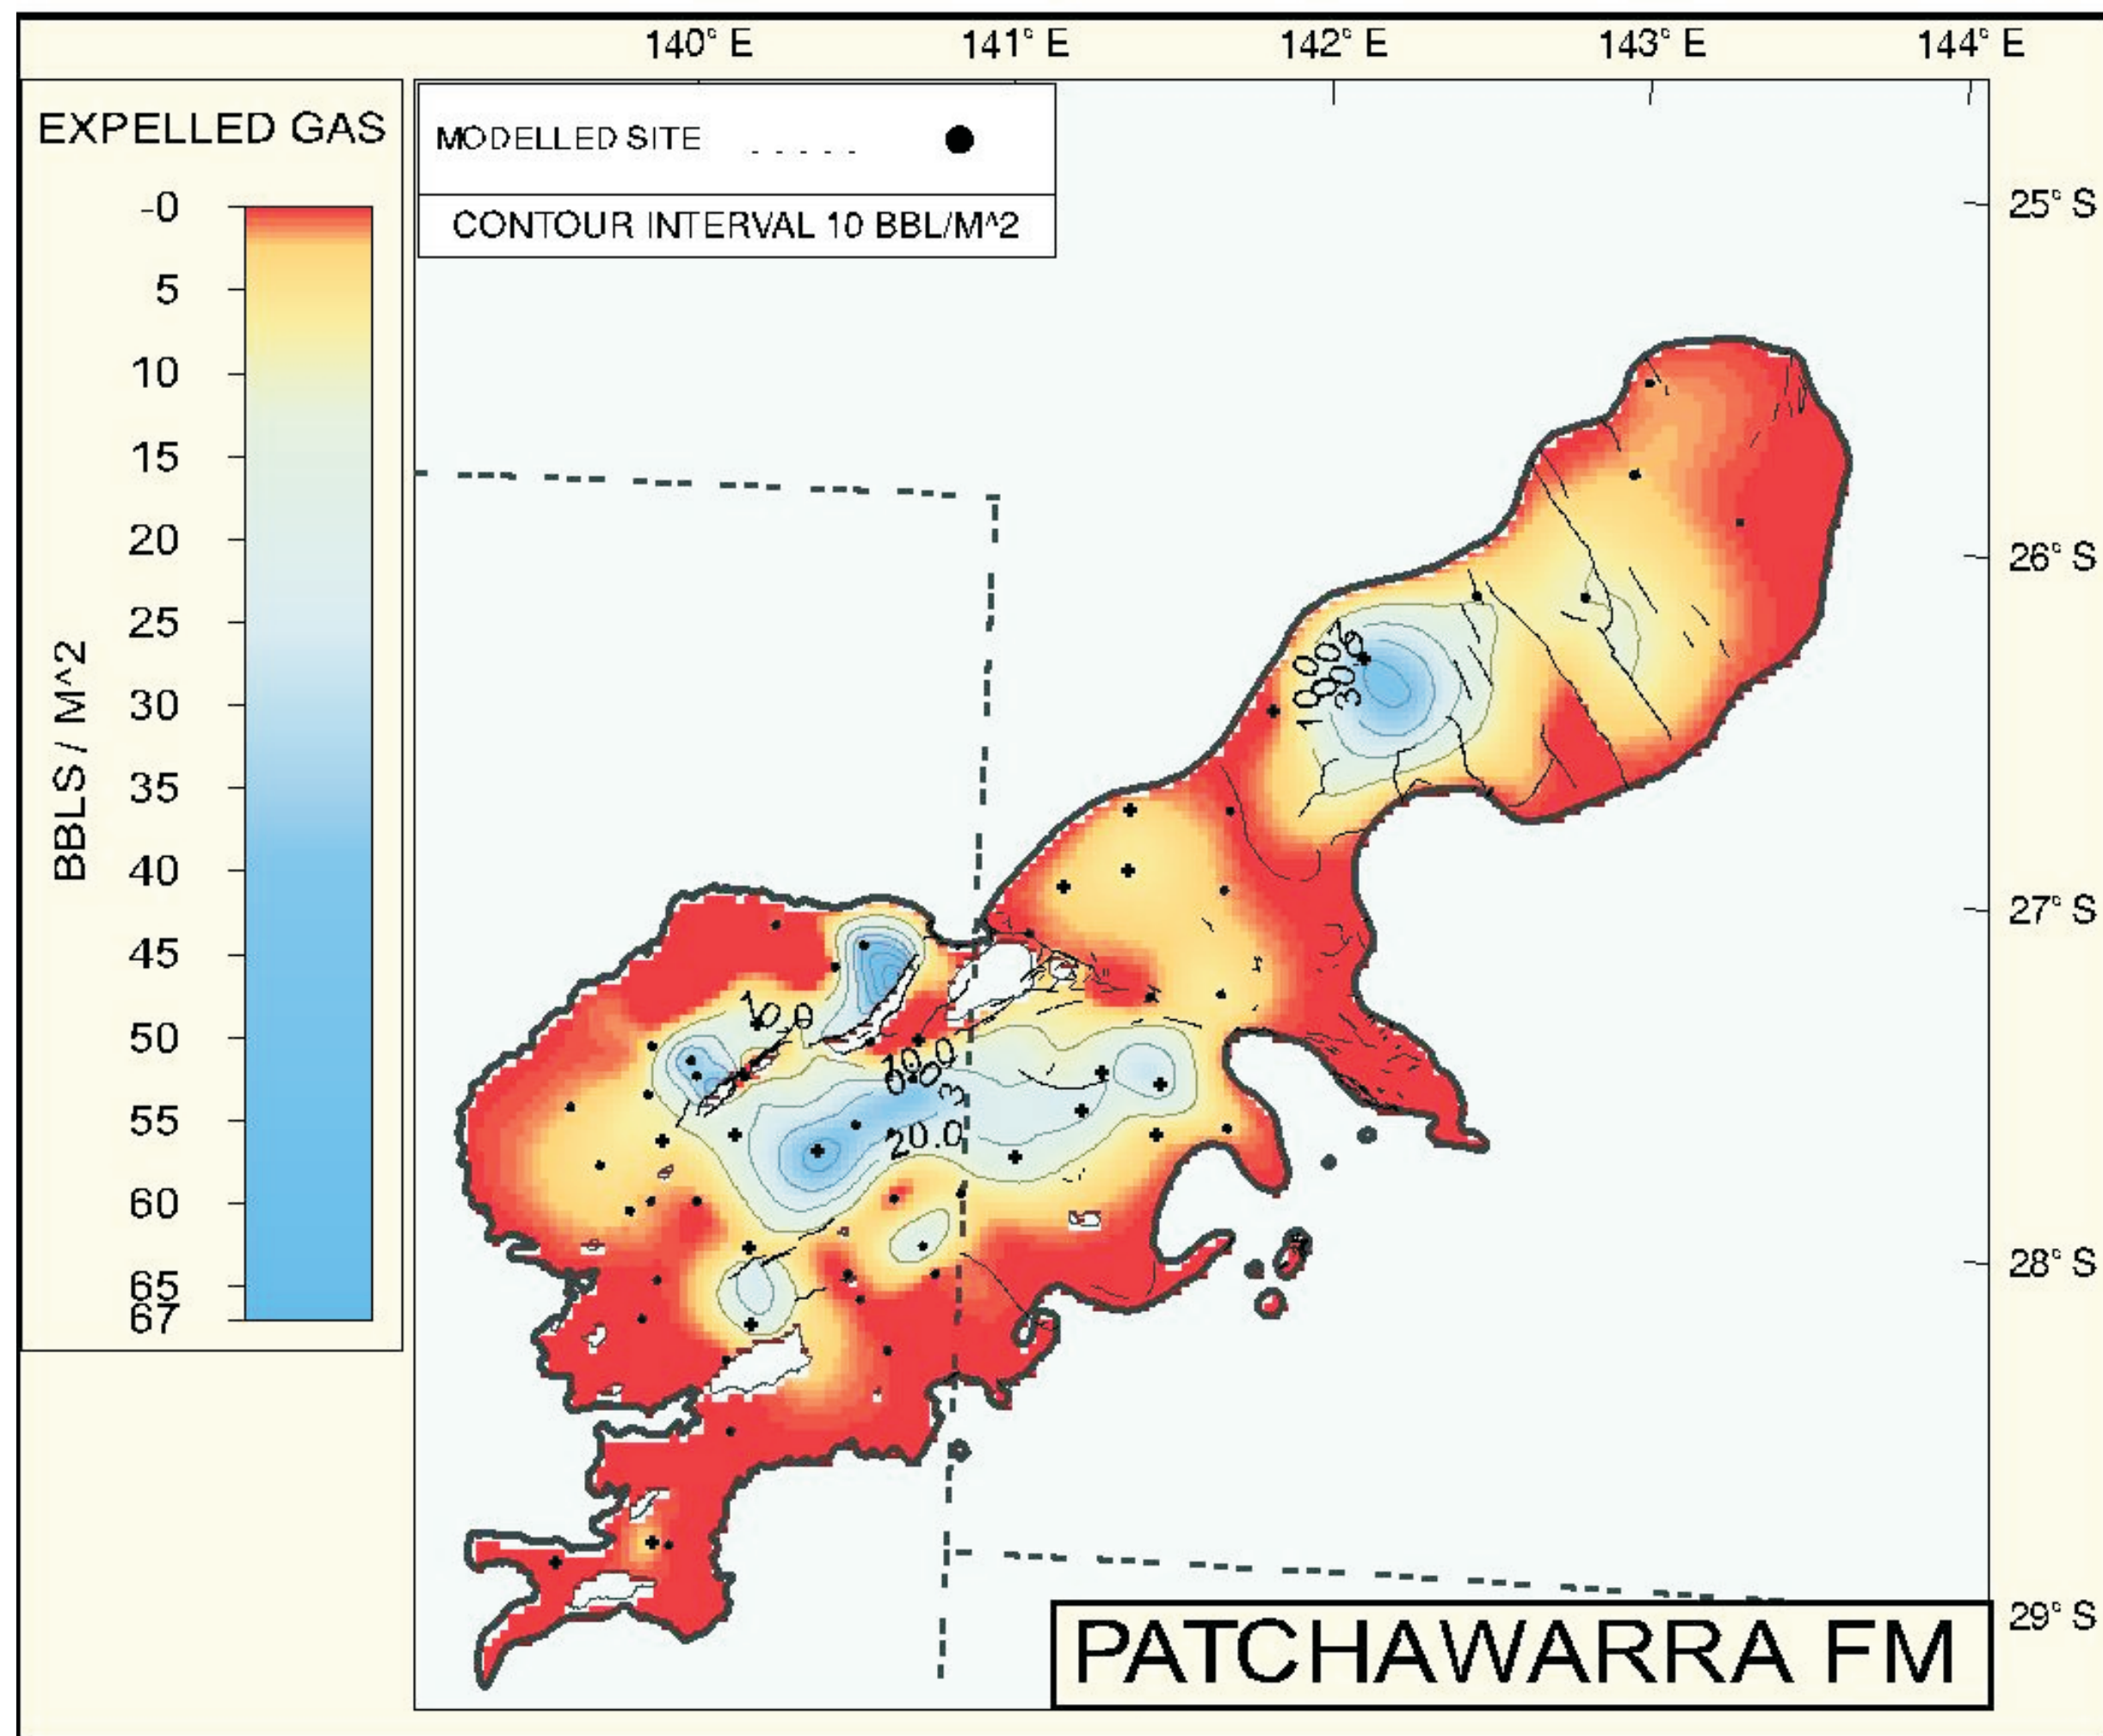 140° E 141° E 142° E 143° E 144° E
EXPELLED GAS
MODELLED SITE - - - - - ●
CONTOUR INTERVAL 10 BBL/M^2
BBLS / M^2
-0
5
10
15
20
25
30
35
40
45
50
55
60
65
67
25° S
26° S
27° S
28° S
29° S
10.0
10.0
10.0
20.0
PATCHAWARRA FM